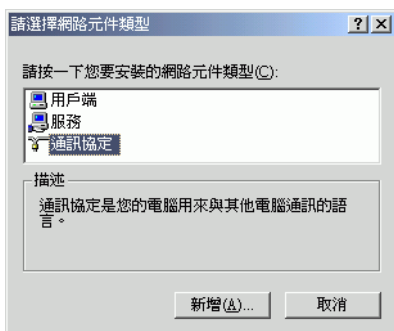 請選擇網路元件類型
請按一下您要安裝的網路元件類型(C):
用戶端
服務
通訊協定
描述
通訊協定是您的電腦用來與其他電腦通訊的語
言。
新增(A)...
取消